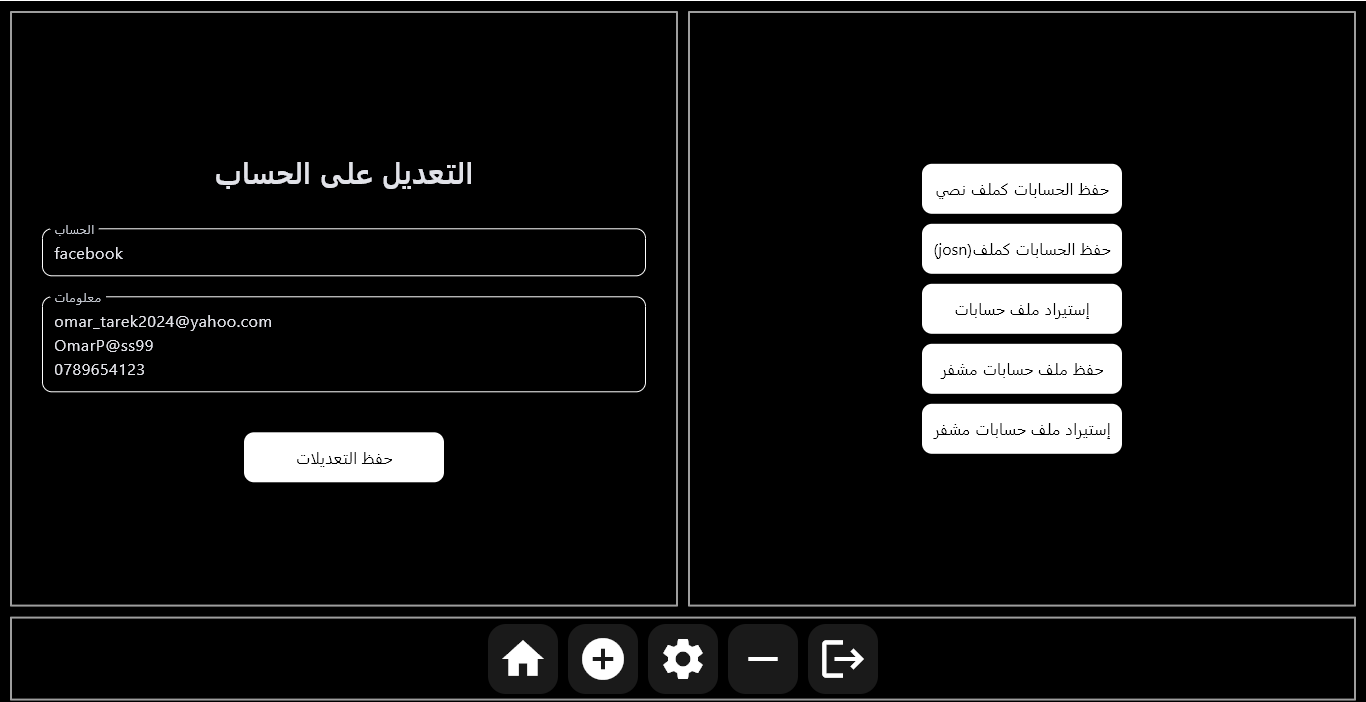 التعديل على الحساب
الحساب
facebook
معلومات
omar_tarek2024@yahoo.com
OmarP@ss99
0789654123
حفظ التعديلات
حفظ الحسابات كملف نصي
حفظ الحسابات كملف(josn)
إستيراد ملف حسابات
حفظ ملف حسابات مشفر
إستيراد ملف حسابات مشفر